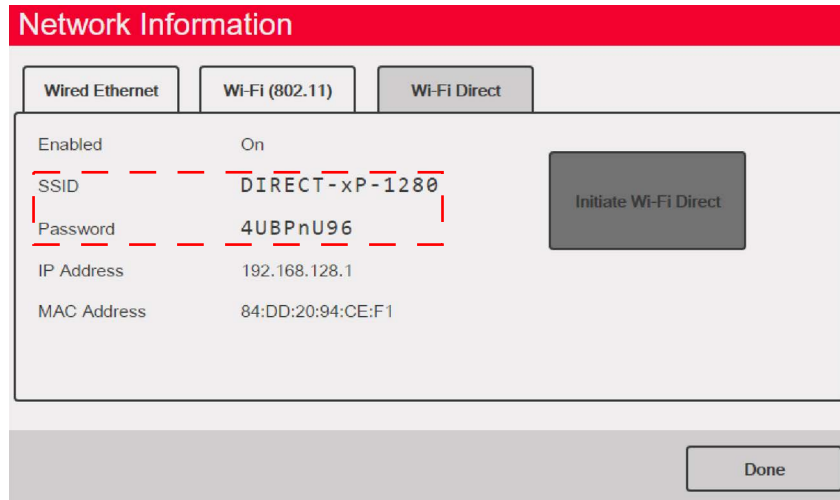 Network Information
Wired Ethernet
Wi-Fi (802.11)
Wi-Fi Direct
Enabled On
SSID DIRECT-xP-1280
Initiate Wi-Fi Direct
Password 4UBPnU96
IP Address 192.168.128.1
MAC Address 84:DD:20:94:CE:F1
Done